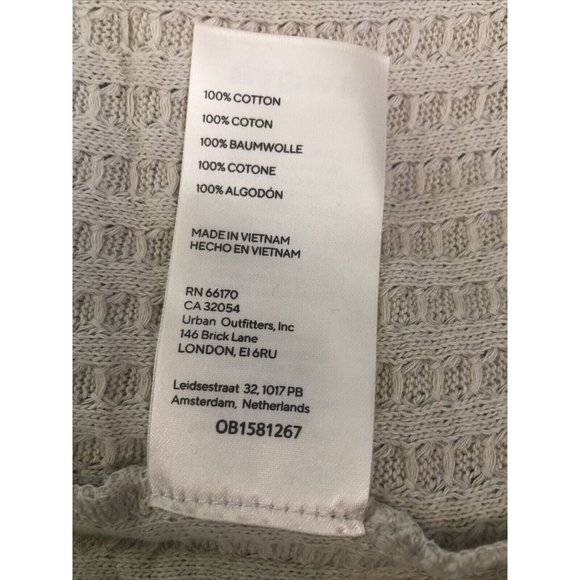 100% COTTON
100% COTON
100% BAUMWOLLE
100% COTONE
100% ALGODÓN
MADE IN VIETNAM
HECHO EN VIETNAM
RN 66170
CA 32054
Urban Outfitters, Inc
146 Brick Lane
LONDON, EI 6RU
Leidsestraat 32, 1017 PB
Amsterdam, Netherlands
OB1581267